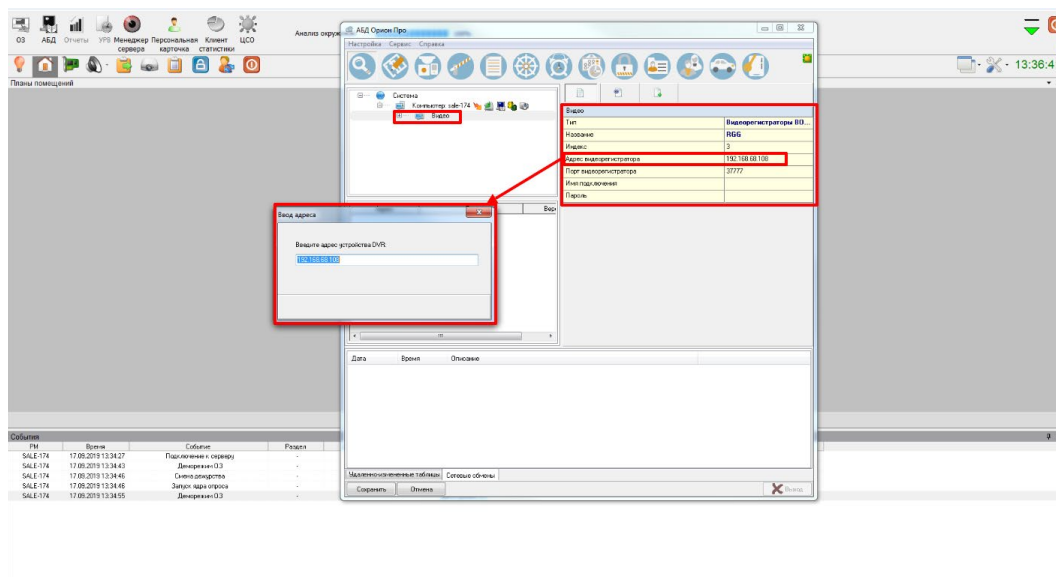 АБД Орион Про
ОЗ АБД Отчеты УРВ Менеджер сервера Персональная карточка Клиент статистики ЦСО
Анализ окруж
Настройка Сервис Справка
13:36:4
Планы помещений
Система
Компьютер: sale-174
Видео
Видео
Тип Видеорегистраторы BO...
Название RGG
Индекс 3
Адрес видеорегистратора 192.168.60.108
Порт видеорегистратора 37777
Имя подключения
Пароль
Ввод адреса
Введите адрес устройства DVR:
Дата Время Описание
События
РМ Время Событие Раздел
SALE-174 17.09.2019 13:34:27 Подключение к серверу -
SALE-174 17.09.2019 13:34:43 Деморежим ОЗ -
SALE-174 17.09.2019 13:34:46 Смена дежурства -
SALE-174 17.09.2019 13:34:46 Запуск ядра опроса -
SALE-174 17.09.2019 13:34:55 Деморежим ОЗ -
Удаленно-измененные таблицы Сетевые обмены
Сохранить Отмена Выход